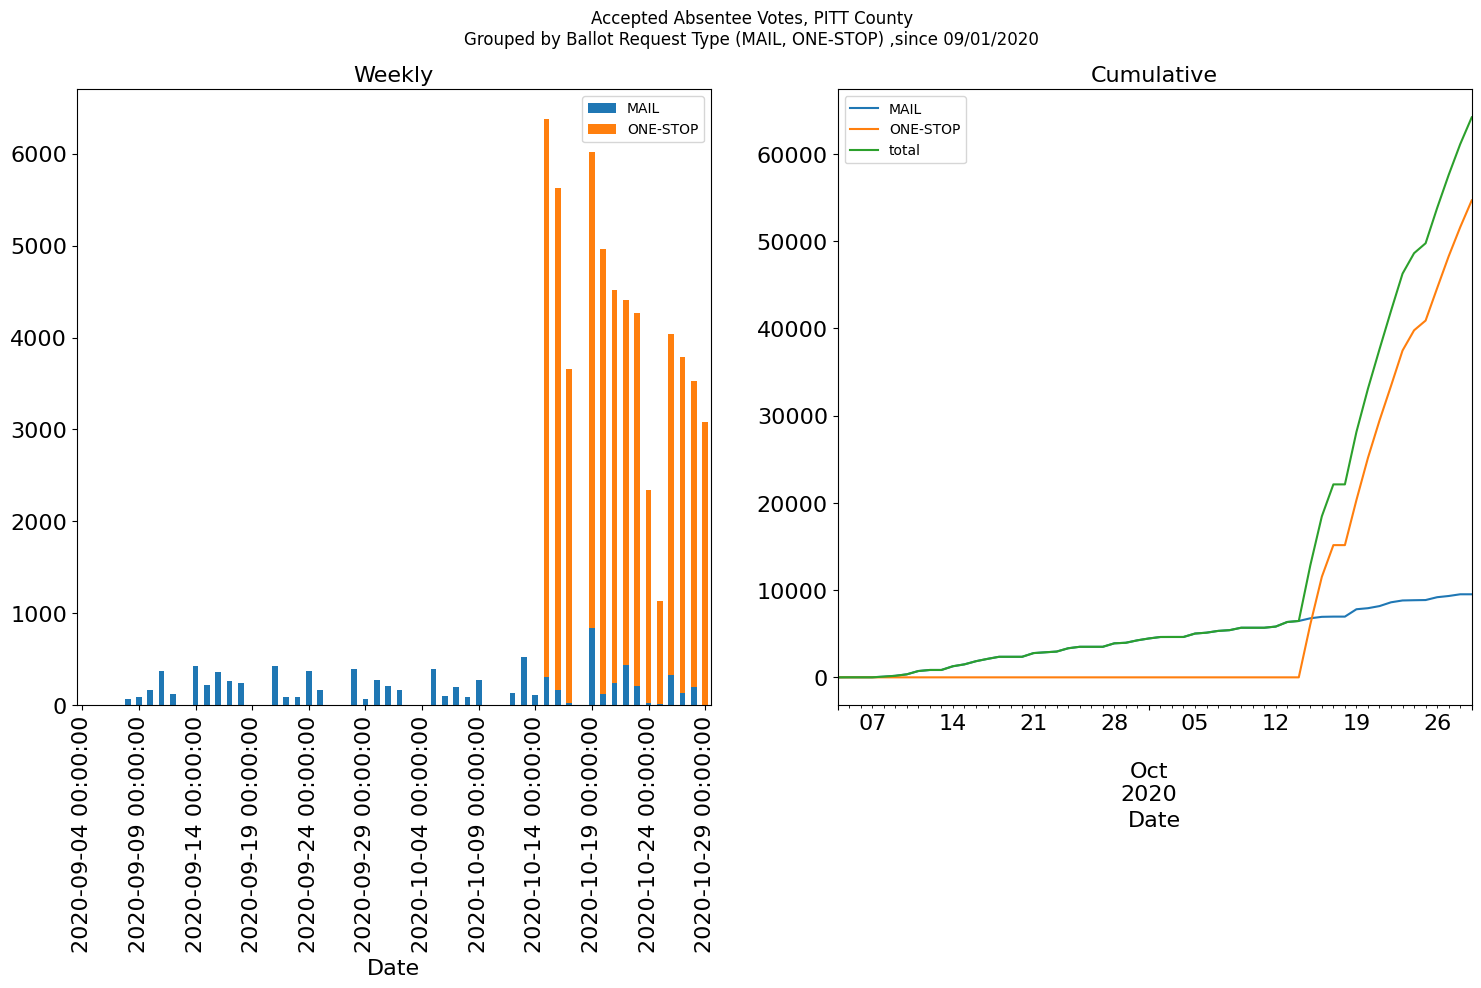 Accepted Absentee Votes, PITT County
Grouped by Ballot Request Type (MAIL, ONE-STOP) ,since 09/01/2020
Weekly
MAIL
ONE-STOP
6000
5000
4000
3000
2000
1000
0
2020-09-04 00:00:00
2020-09-09 00:00:00
2020-09-14 00:00:00
2020-09-19 00:00:00
2020-09-24 00:00:00
2020-09-29 00:00:00
2020-10-04 00:00:00
2020-10-09 00:00:00
2020-10-14 00:00:00
2020-10-19 00:00:00
2020-10-24 00:00:00
2020-10-29 00:00:00
Date
Cumulative
MAIL
ONE-STOP
total
60000
50000
40000
30000
20000
10000
0
07 14 21 28 05 12 19 26
Oct
2020
Date